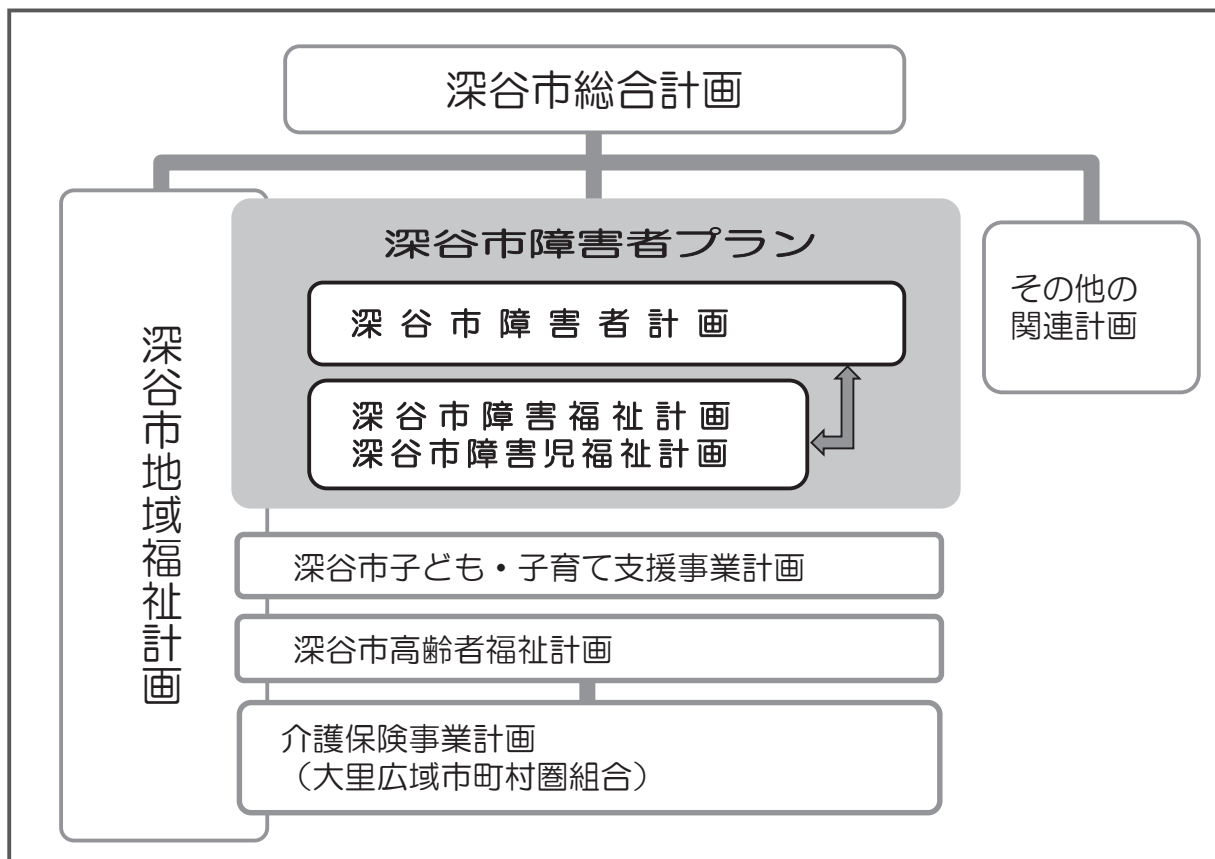 深谷市総合計画
深谷市地域福祉計画
深谷市障害者プラン
深谷市障害者計画
深谷市障害福祉計画
深谷市障害児福祉計画
その他の
関連計画
深谷市子ども・子育て支援事業計画
深谷市高齢者福祉計画
介護保険事業計画
（大里広域市町村圏組合）